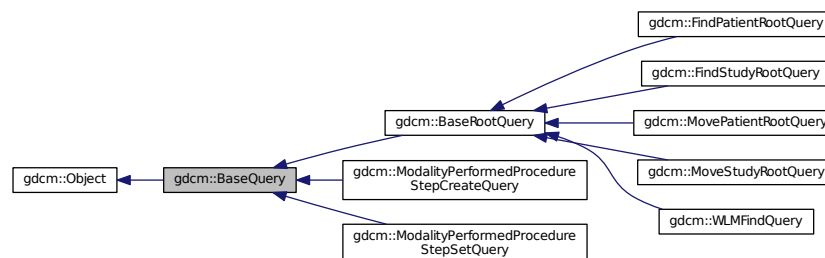 gdcm::FindPatientRootQuery
gdcm::FindStudyRootQuery
gdcm::BaseRootQuery
gdcm::MovePatientRootQuery
gdcm::MoveStudyRootQuery
gdcm::Object
gdcm::BaseQuery
gdcm::ModalityPerformedProcedure
StepCreateQuery
gdcm::WLMFindQuery
gdcm::ModalityPerformedProcedure
StepSetQuery